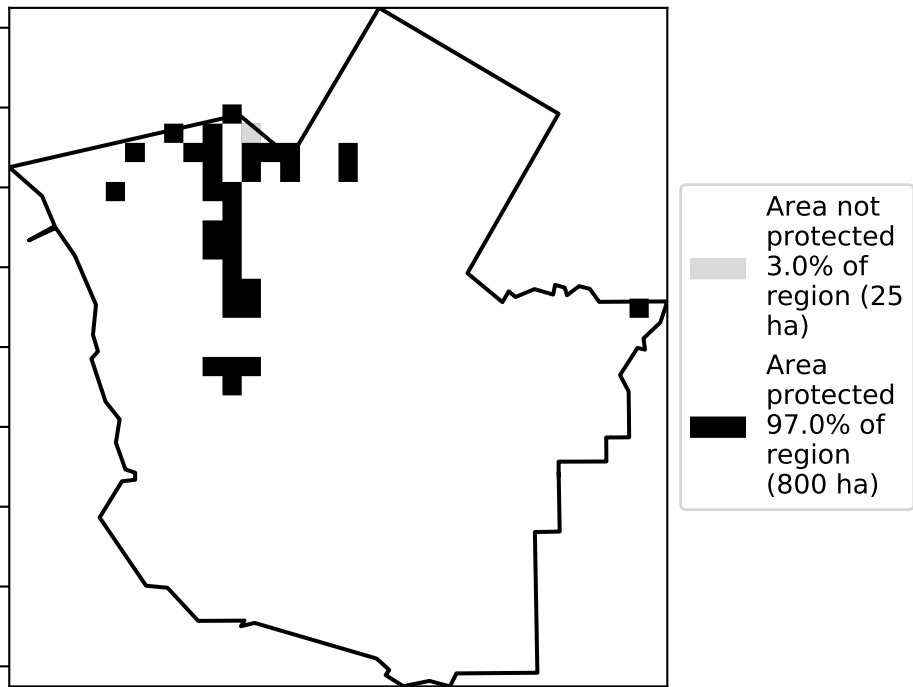 Area not
protected
3.0% of
region (25
ha)
Area
protected
97.0% of
region
(800 ha)